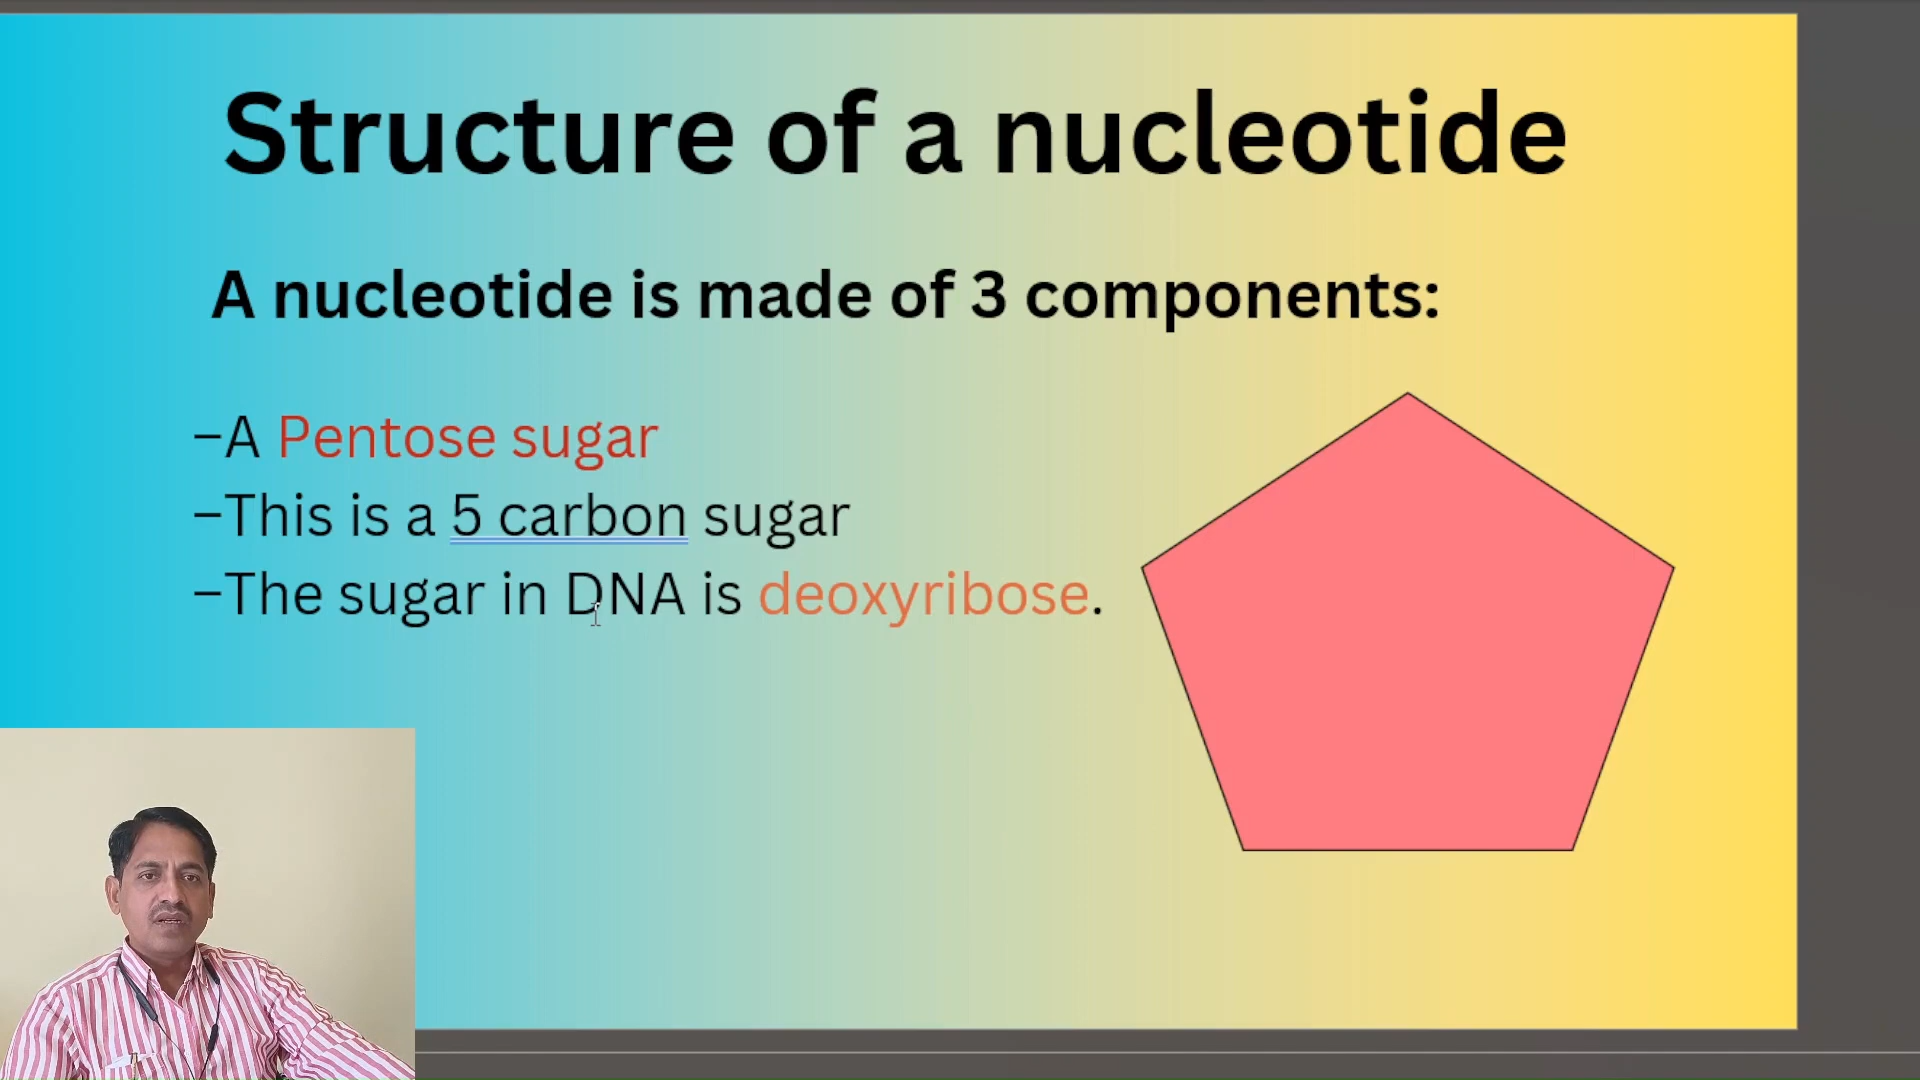 Structure of a nucleotide
A nucleotide is made of 3 components:
–A Pentose sugar
–This is a 5 carbon sugar
–The sugar in DNA is deoxyribose.